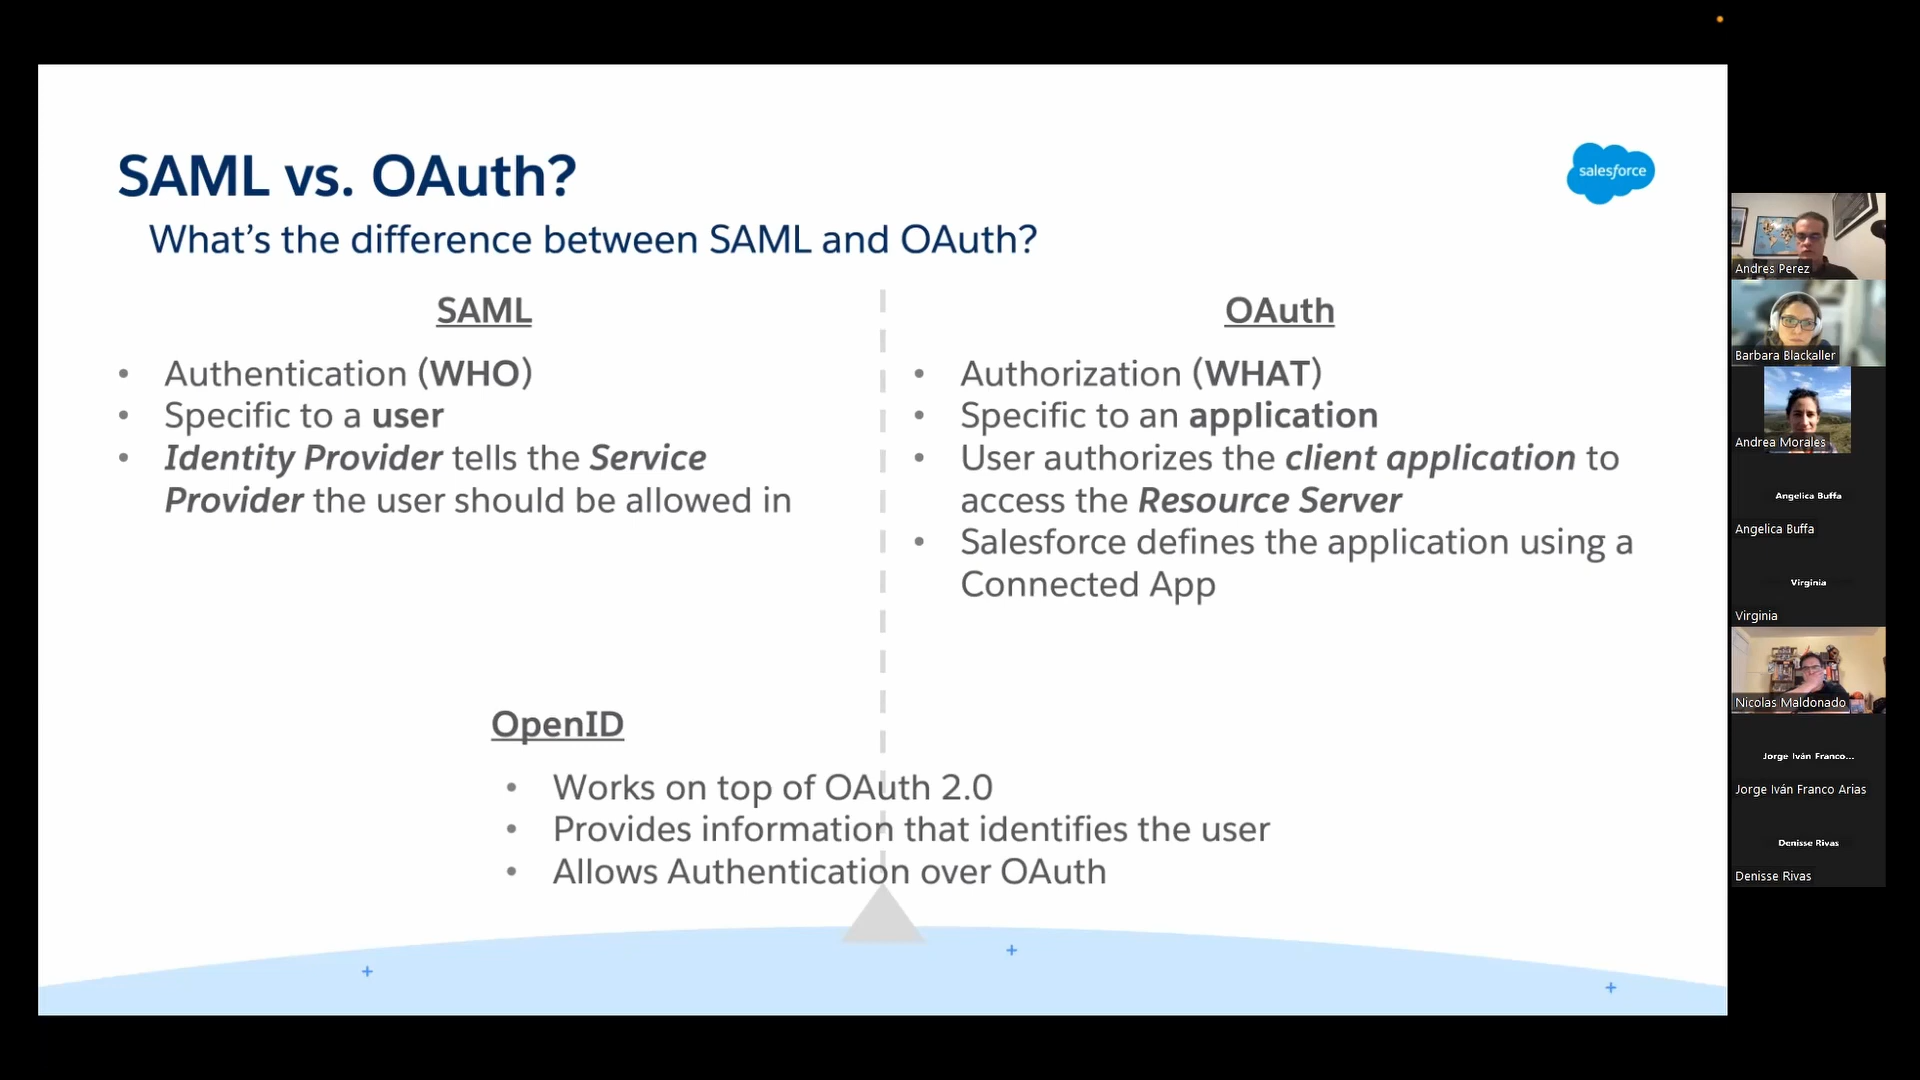 SAML vs. OAuth?
salesforce
What's the difference between SAML and OAuth?
SAML
• Authentication (WHO)
• Specific to a user
• Identity Provider tells the Service
Provider the user should be allowed in
OAuth
• Authorization (WHAT)
• Specific to an application
• User authorizes the client application to
access the Resource Server
• Salesforce defines the application using a
Connected App
OpenID
• Works on top of OAuth 2.0
• Provides information that identifies the user
• Allows Authentication over OAuth
Andres Perez
Barbara Blackaller
Andrea Morales
Angelica Buffa
Angelica Buffa
Virginia
Virginia
Nicolas Maldonado
Jorge Iván Franco...
Jorge Iván Franco Arias
Denisse Rivas
Denisse Rivas